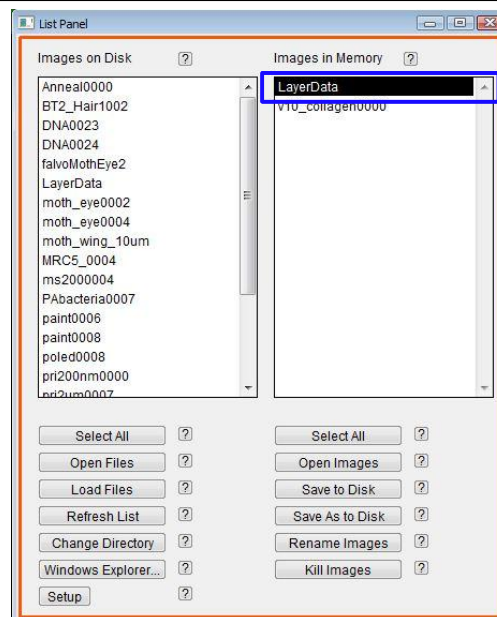 List Panel
Images on Disk ?
Images in Memory ?
Anneal0000
BT2_Hair1002
DNA0023
DNA0024
falvoMothEye2
LayerData
moth_eye0002
moth_eye0004
moth_wing_10um
MRC5_0004
ms2000004
PAbacteria0007
paint0006
paint0008
poled0008
pri200nm0000
pri2um0007
LayerData
V10_collagen0000
Select All ?
Open Files ?
Load Files ?
Refresh List ?
Change Directory ?
Windows Explorer... ?
Setup ?
Select All ?
Open Images ?
Save to Disk ?
Save As to Disk ?
Rename Images ?
Kill Images ?